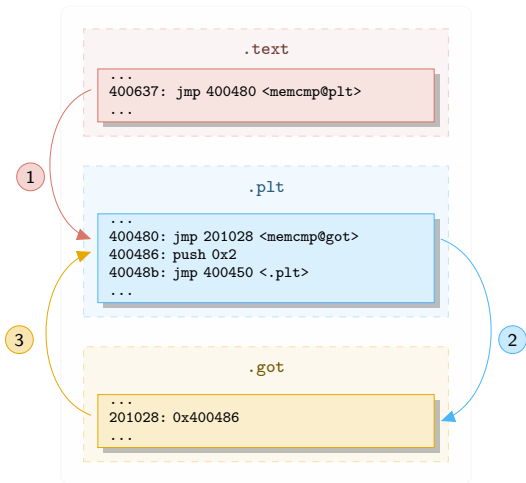 .text
...
400637: jmp 400480 <memcmp@plt>
...
1
.plt
...
400480: jmp 201028 <memcmp@got>
400486: push 0x2
40048b: jmp 400450 <.plt>
...
3
2
.got
...
201028: 0x400486
...